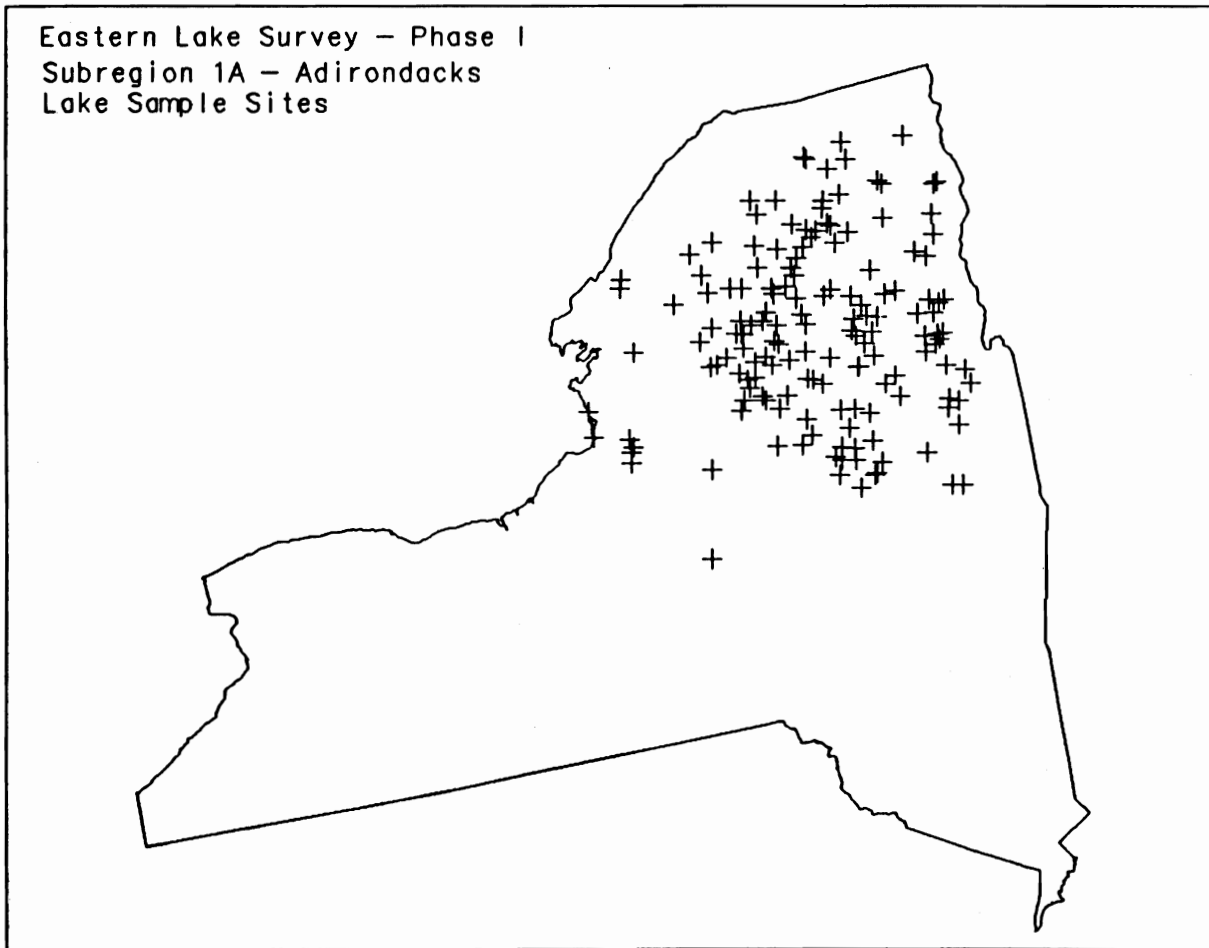 Eastern Lake Survey – Phase I
Subregion 1A – Adirondacks
Lake Sample Sites